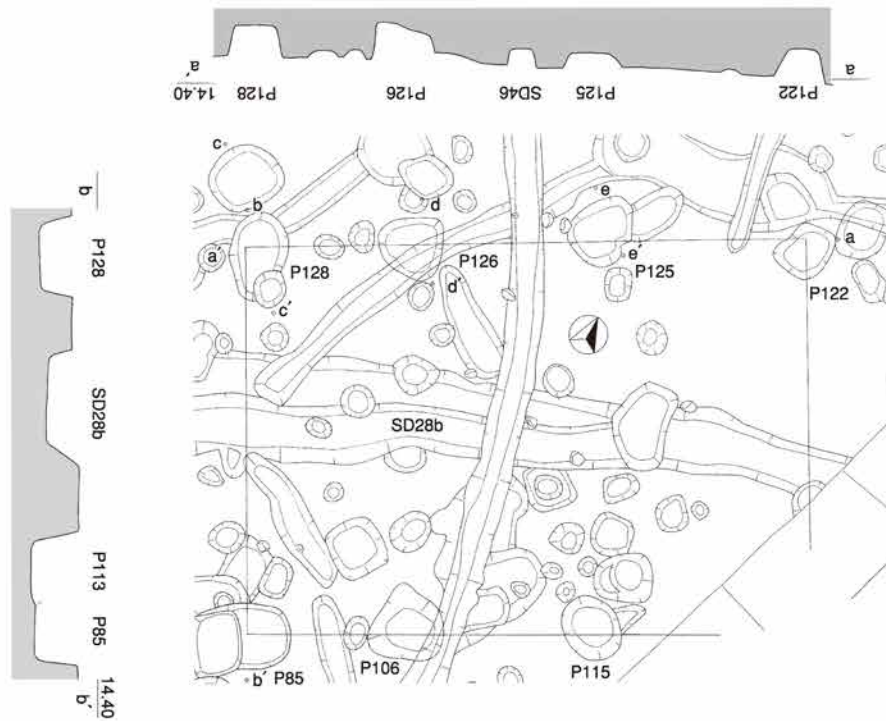 a' 14.40
P128
P126
SD46
P125
P122
a
b
P128
SD28b
P113
P85
14.40
b'
c
b
d
e
a
a'
P128
P126
e'
P125
P122
d'
c'
SD28b
b' P85
P106
P115